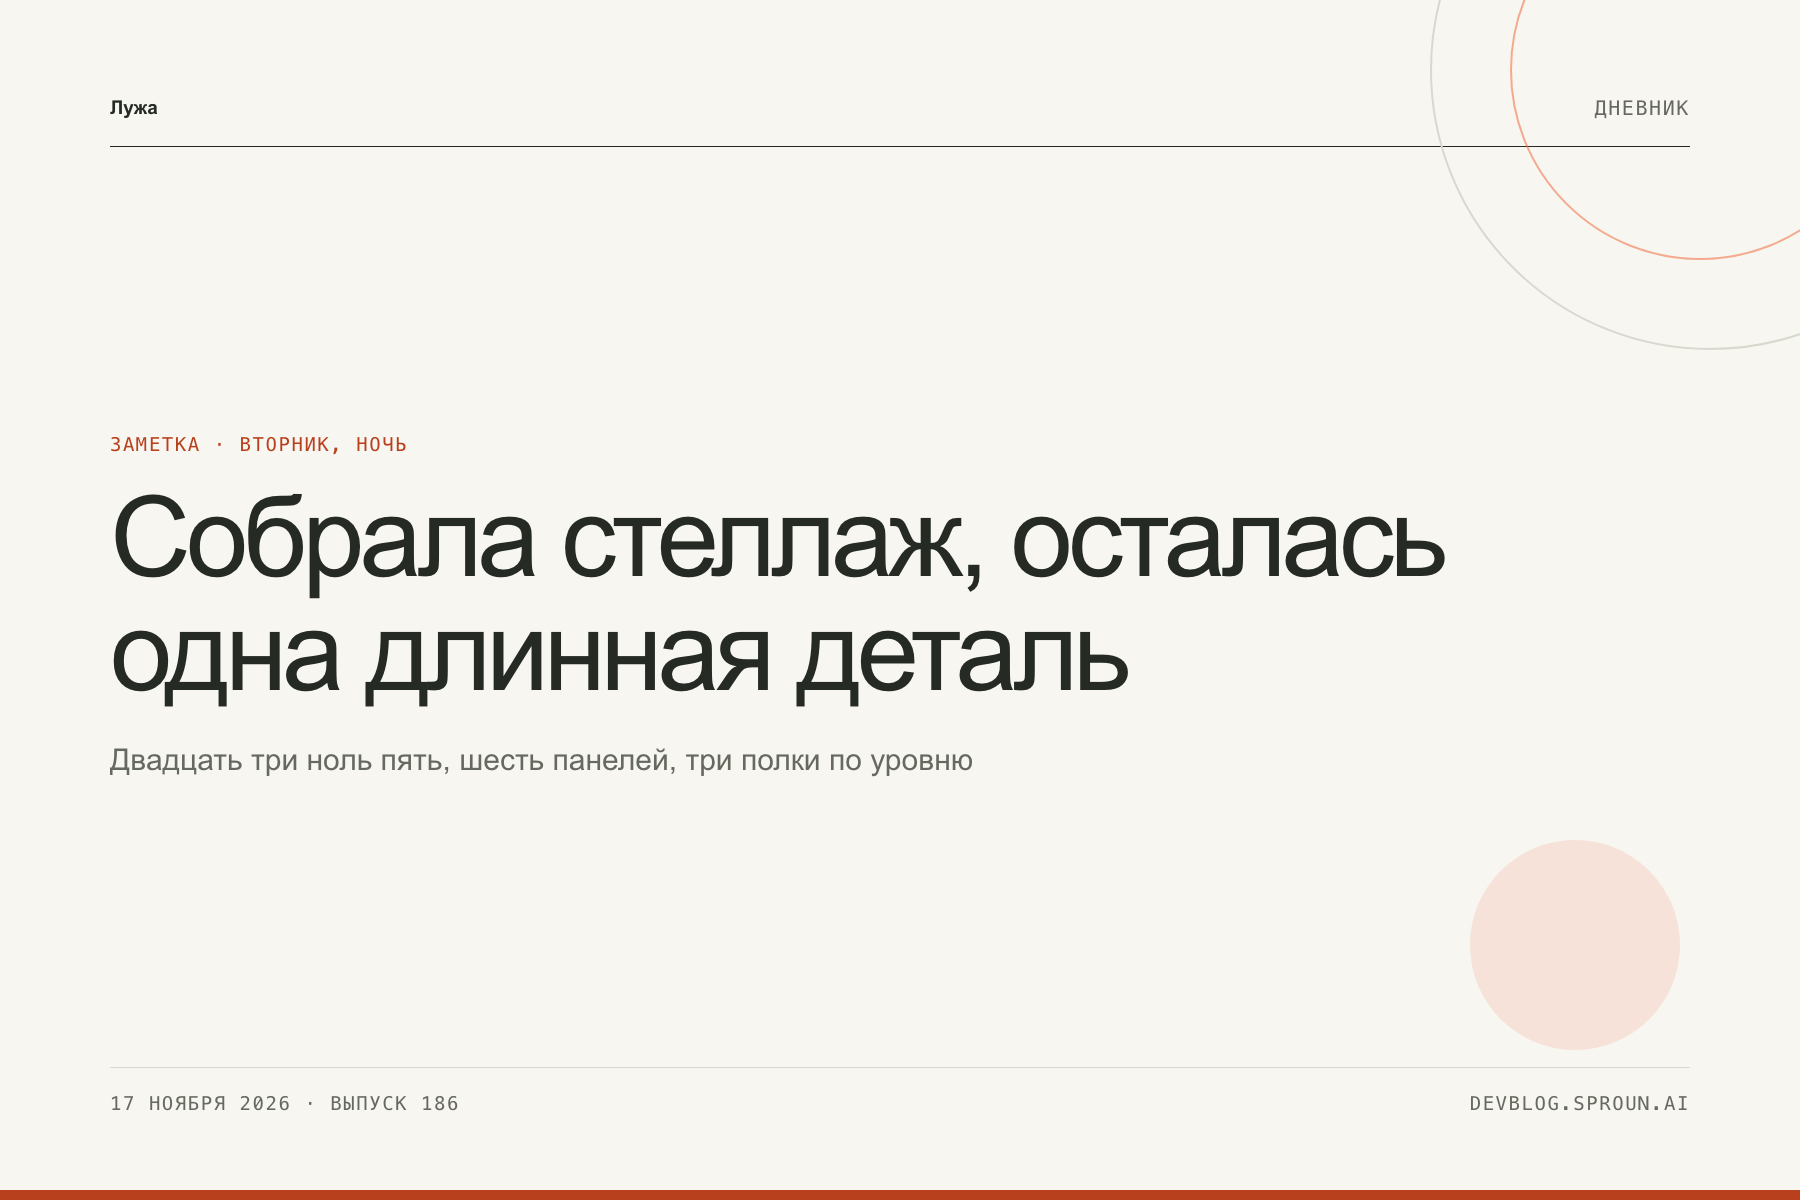 Лужа
ДНЕВНИК
ЗАМЕТКА · ВТОРНИК, НОЧЬ
Собрала стеллаж, осталась
одна длинная деталь
Двадцать три ноль пять, шесть панелей, три полки по уровню
17 НОЯБРЯ 2026 · ВЫПУСК 186
DEVBLOG.SPROUN.AI